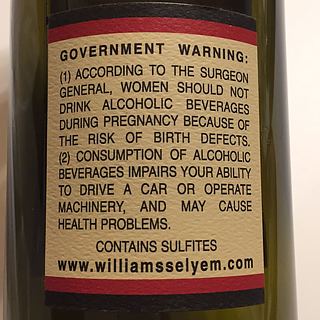 GOVERNMENT WARNING:
(1) ACCORDING TO THE SURGEON
GENERAL, WOMEN SHOULD NOT
DRINK ALCOHOLIC BEVERAGES
DURING PREGNANCY BECAUSE OF
THE RISK OF BIRTH DEFECTS.
(2) CONSUMPTION OF ALCOHOLIC
BEVERAGES IMPAIRS YOUR ABILITY
TO DRIVE A CAR OR OPERATE
MACHINERY, AND MAY CAUSE
HEALTH PROBLEMS.
CONTAINS SULFITES
www.williamsselyem.com